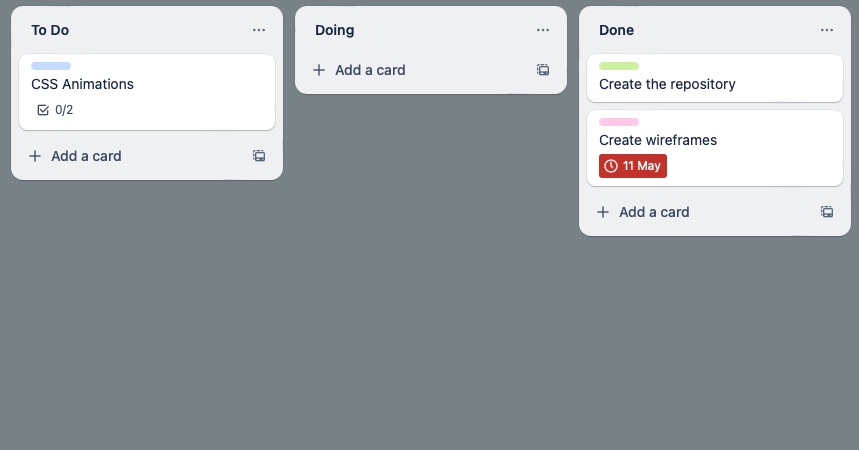 To Do
CSS Animations
0/2
Add a card
Doing
Add a card
Done
Create the repository
Create wireframes
11 May
Add a card